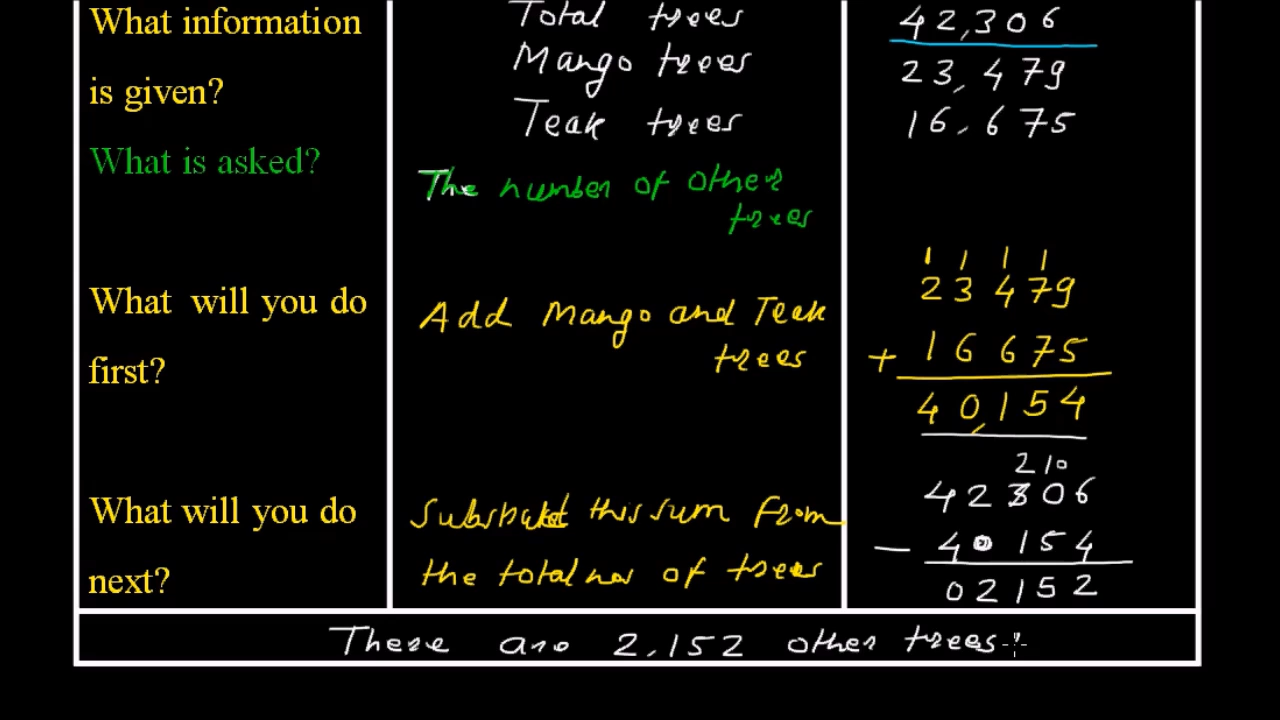 What information
Total trees
42,306
Mango trees
23,479
is given?
Teak trees
16,675
What is asked?
The number of other
trees
1 1 1 1
23479
What will you do
Add Mango and Teak
trees
first?
+ 16675
40,154
2 10
42306
What will you do
this sum from
- 40154
next?
the total no of trees
02152
There are 2,152 other trees